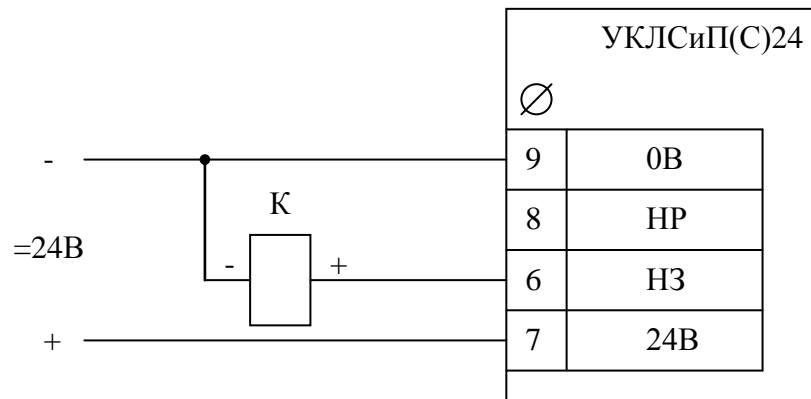 УКЛСиП(С)24
- 9 0В
К 8 НР
=24В
- + 6 НЗ
+ 7 24В